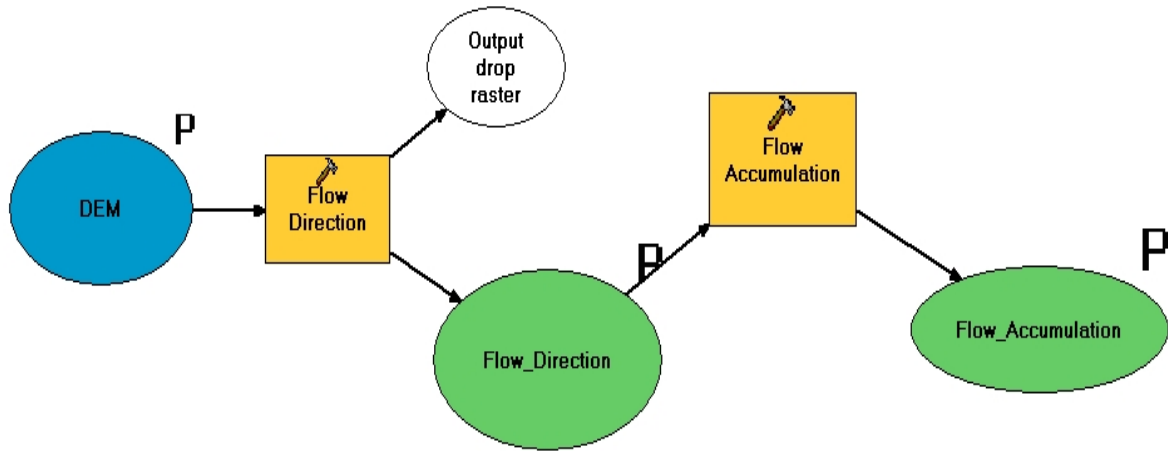 P
DEM
Flow
Direction
Output
drop
raster
P
Flow_Direction
Flow
Accumulation
P
Flow_Accumulation